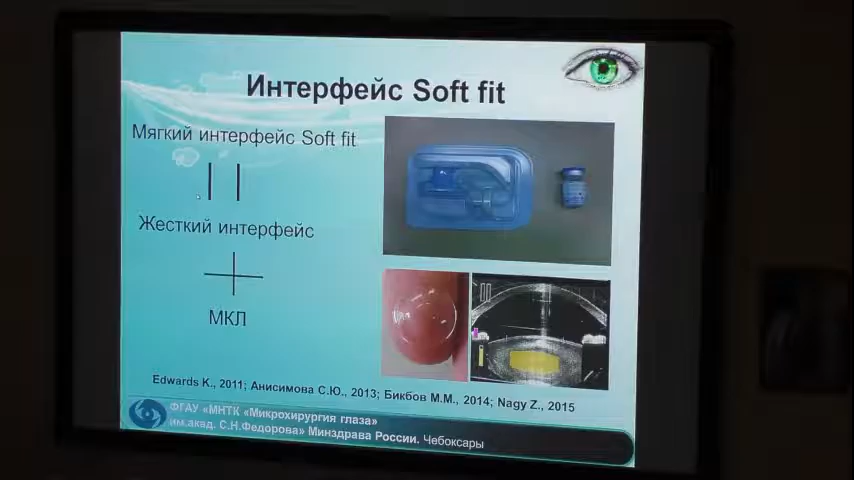 Интерфейс Soft fit
Мягкий интерфейс Soft fit
Жесткий интерфейс
МКЛ
Edwards K., 2011; Анисимова С.Ю., 2013; Бикбов М.М., 2014; Nagy Z., 2015
ФГАУ «МНТК «Микрохирургия глаза»
им.акад. С.Н.Федорова» Минздрава России. Чебоксары